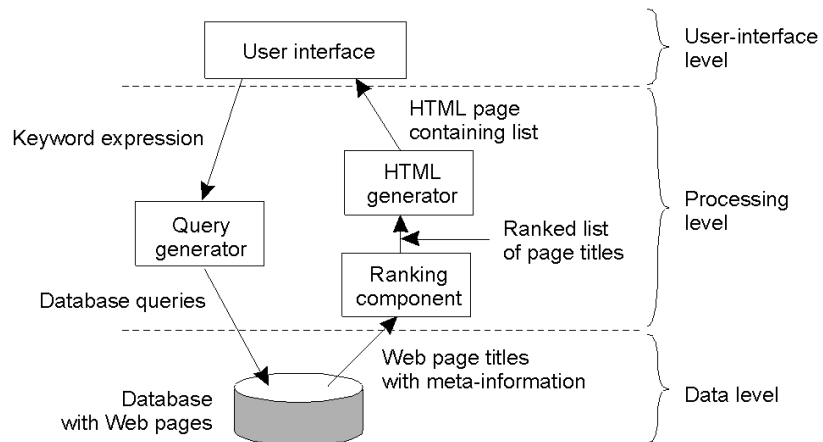 User interface
User-interface
level
HTML page
containing list
Keyword expression
HTML
generator
Processing
level
Query
generator
Ranked list
of page titles
Ranking
component
Database queries
Web page titles
with meta-information
Database
with Web pages
Data level